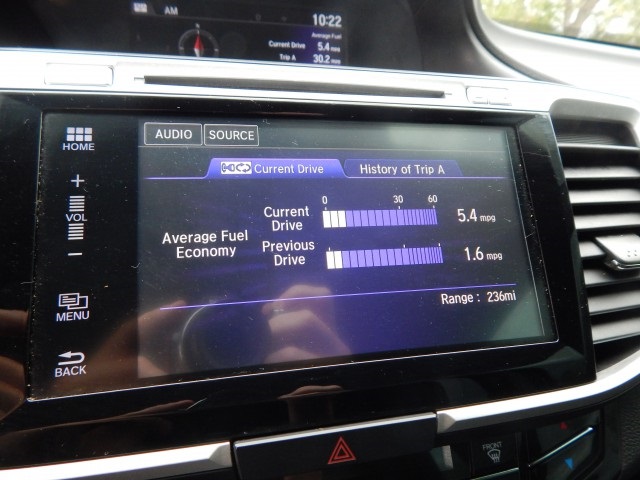 AM
10:22
Average Fuel
Current Drive 5.4 mpg
Trip A 30.2 mpg
AUDIO SOURCE
HOME
Current Drive History of Trip A
+
VOL
-
0 30 60
Current
Drive
5.4 mpg
Average Fuel
Economy
Previous
Drive
1.6 mpg
Range : 236mi
MENU
BACK
FRONT